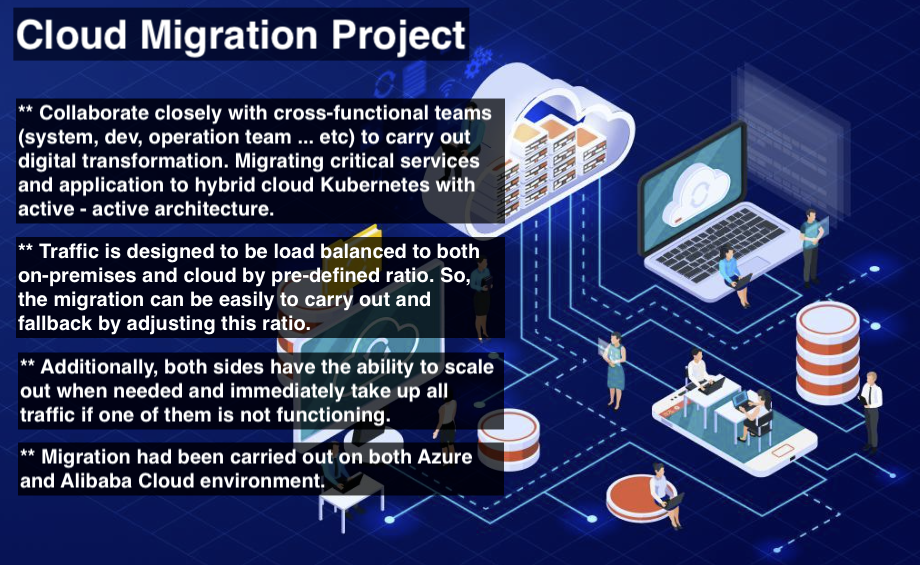 Cloud Migration Project
** Collaborate closely with cross-functional teams
(system, dev, operation team ... etc) to carry out
digital transformation. Migrating critical services
and application to hybrid cloud Kubernetes with
active - active architecture.
** Traffic is designed to be load balanced to both
on-premises and cloud by pre-defined ratio. So,
the migration can be easily to carry out and
fallback by adjusting this ratio.
** Additionally, both sides have the ability to scale
out when needed and immediately take up all
traffic if one of them is not functioning.
** Migration had been carried out on both Azure
and Alibaba Cloud environment.